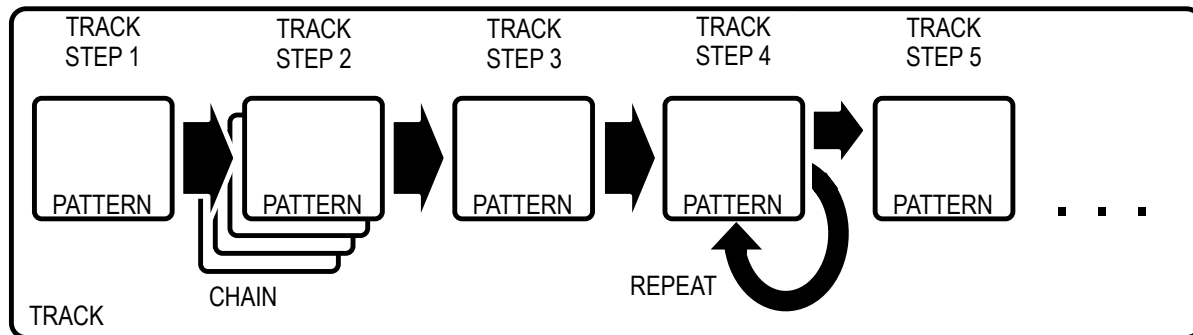 TRACK
STEP 1
TRACK
STEP 2
TRACK
STEP 3
TRACK
STEP 4
TRACK
STEP 5
PATTERN
PATTERN
PATTERN
PATTERN
PATTERN
. . .
CHAIN
REPEAT
TRACK